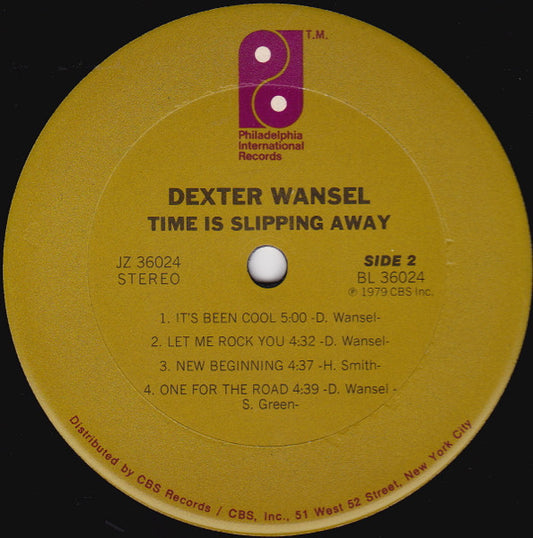 T.M.
Philadelphia
International
Records
DEXTER WANSEL
TIME IS SLIPPING AWAY
JZ 36024
STEREO
SIDE 2
BL 36024
℗ 1979 CBS Inc.
1. IT'S BEEN COOL 5:00 -D. Wansel-
2. LET ME ROCK YOU 4:32 -D. Wansel-
3. NEW BEGINNING 4:37 -H. Smith-
4. ONE FOR THE ROAD 4:39 -D. Wansel -
S. Green-
Distributed by CBS Records / CBS, Inc., 51 West 52 Street, New York City